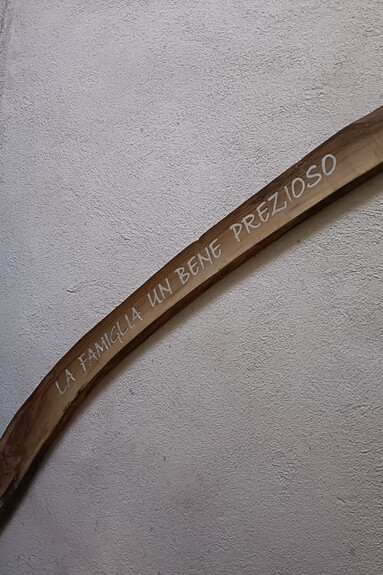 LA FAMIGLIA UN BENE PREZIOSO